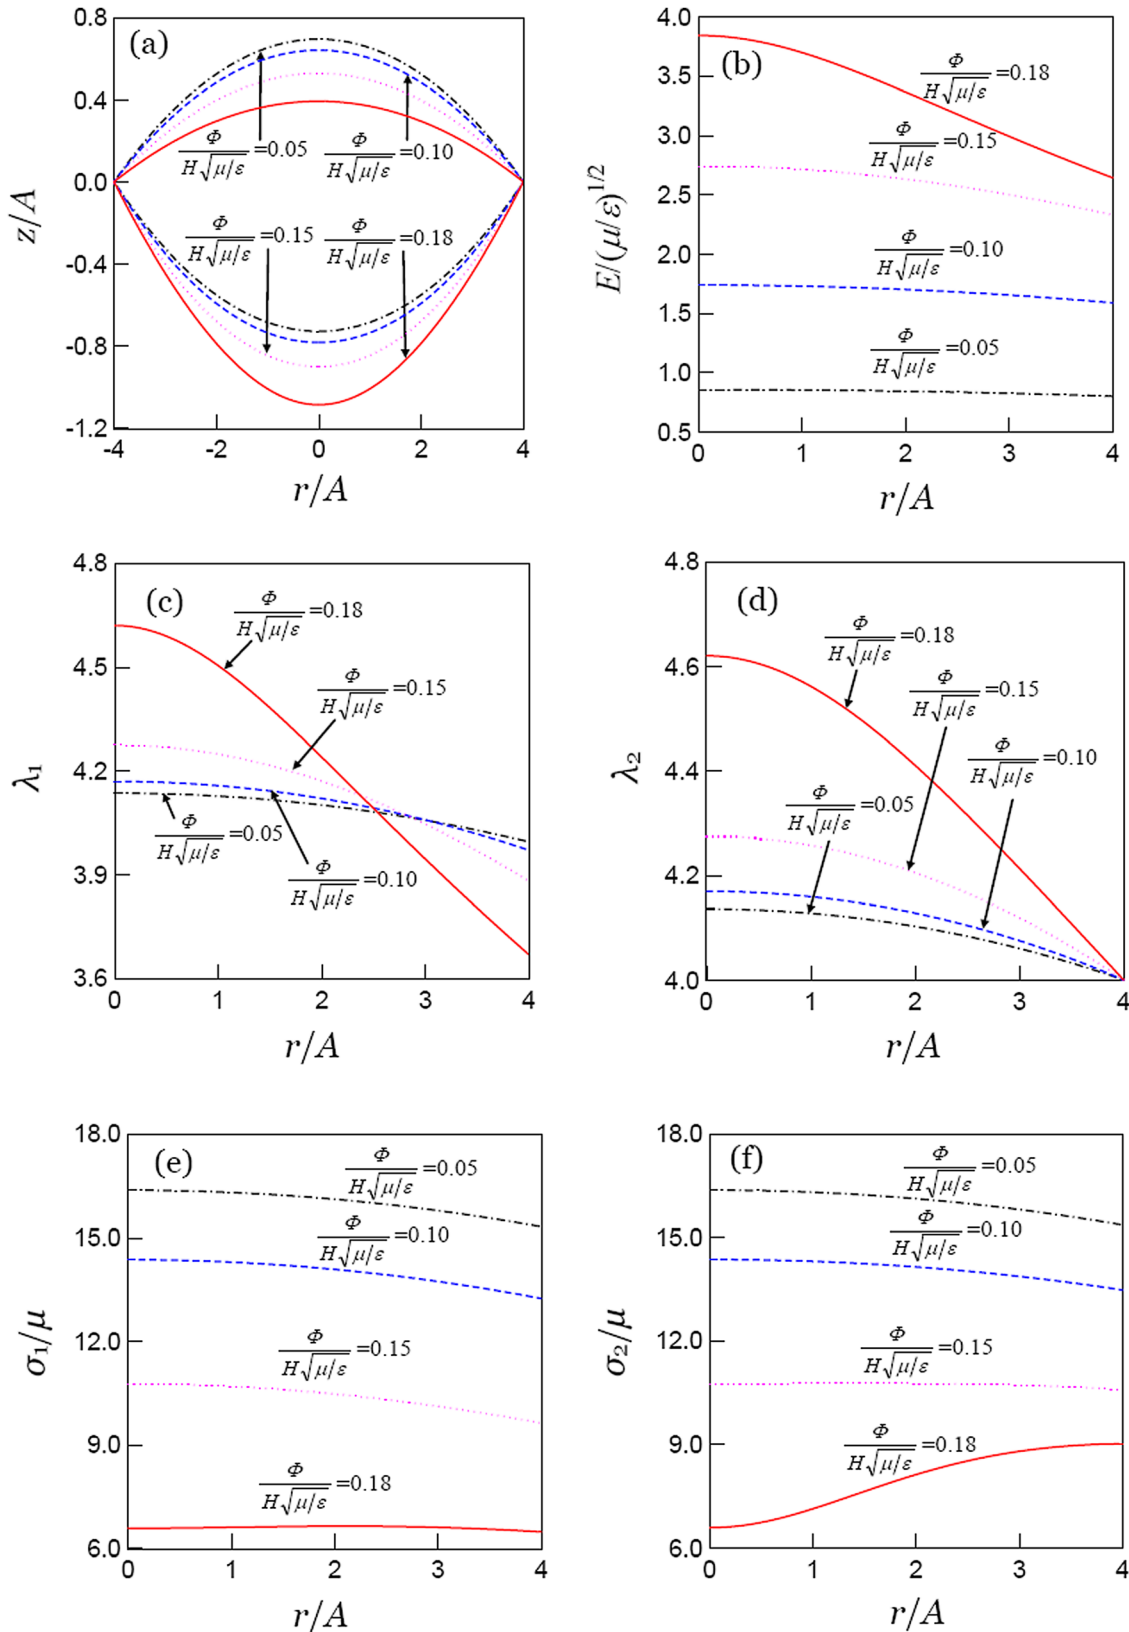 (a)
0.8
0.4
0.0
-0.4
-0.8
-1.2
z/A
Φ/H√μ/ε=0.05
Φ/H√μ/ε=0.10
Φ/H√μ/ε=0.15
Φ/H√μ/ε=0.18
-4 -2 0 2 4
r/A
(b)
4.0
3.5
3.0
2.5
2.0
1.5
1.0
0.5
E/(μ/ε)^1/2
Φ/H√μ/ε=0.18
Φ/H√μ/ε=0.15
Φ/H√μ/ε=0.10
Φ/H√μ/ε=0.05
0 1 2 3 4
r/A
(c)
4.8
4.5
4.2
3.9
3.6
λ1
Φ/H√μ/ε=0.18
Φ/H√μ/ε=0.15
Φ/H√μ/ε=0.05
Φ/H√μ/ε=0.10
0 1 2 3 4
r/A
(d)
4.8
4.6
4.4
4.2
4.0
λ2
Φ/H√μ/ε=0.18
Φ/H√μ/ε=0.15
Φ/H√μ/ε=0.10
Φ/H√μ/ε=0.05
0 1 2 3 4
r/A
(e)
18.0
15.0
12.0
9.0
6.0
σ1/μ
Φ/H√μ/ε=0.05
Φ/H√μ/ε=0.10
Φ/H√μ/ε=0.15
Φ/H√μ/ε=0.18
0 1 2 3 4
r/A
(f)
18.0
15.0
12.0
9.0
6.0
σ2/μ
Φ/H√μ/ε=0.05
Φ/H√μ/ε=0.10
Φ/H√μ/ε=0.15
Φ/H√μ/ε=0.18
0 1 2 3 4
r/A